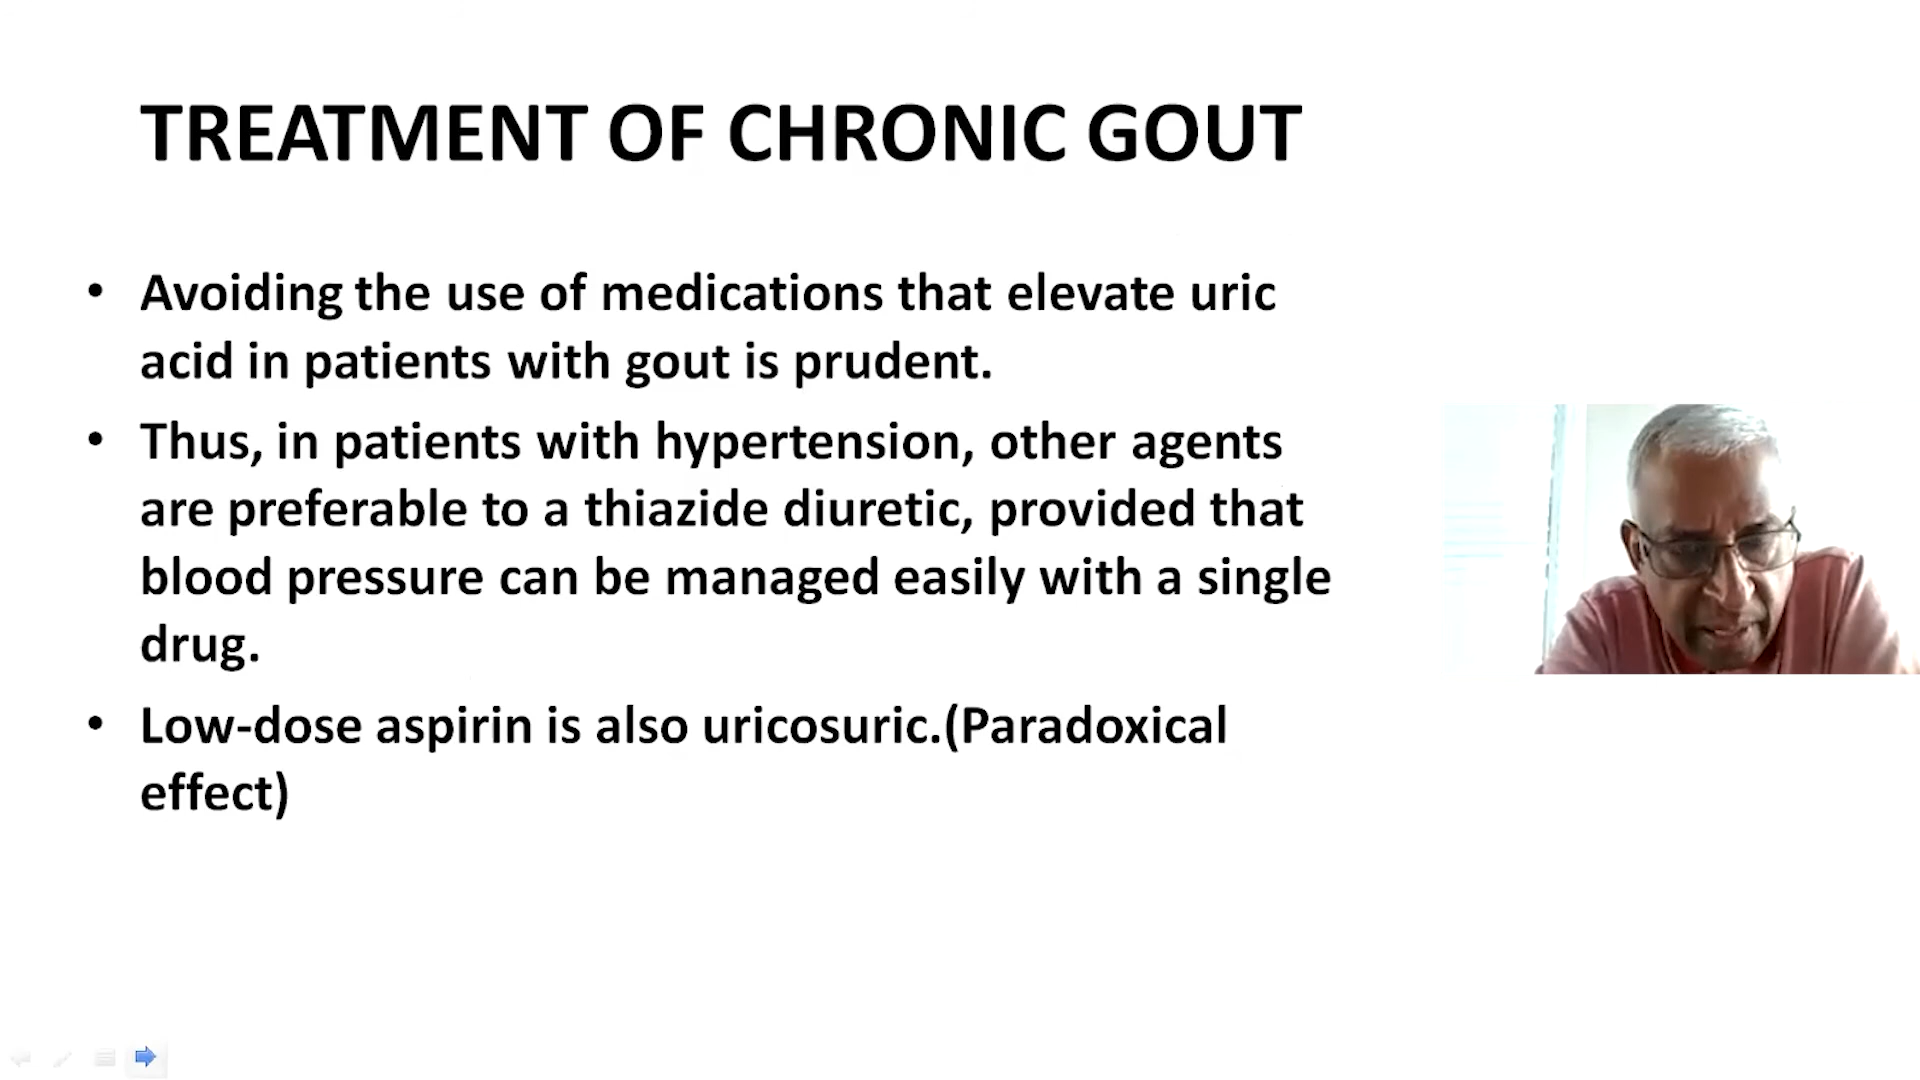 TREATMENT OF CHRONIC GOUT
• Avoiding the use of medications that elevate uric
acid in patients with gout is prudent.
• Thus, in patients with hypertension, other agents
are preferable to a thiazide diuretic, provided that
blood pressure can be managed easily with a single
drug.
• Low-dose aspirin is also uricosuric.(Paradoxical
effect)